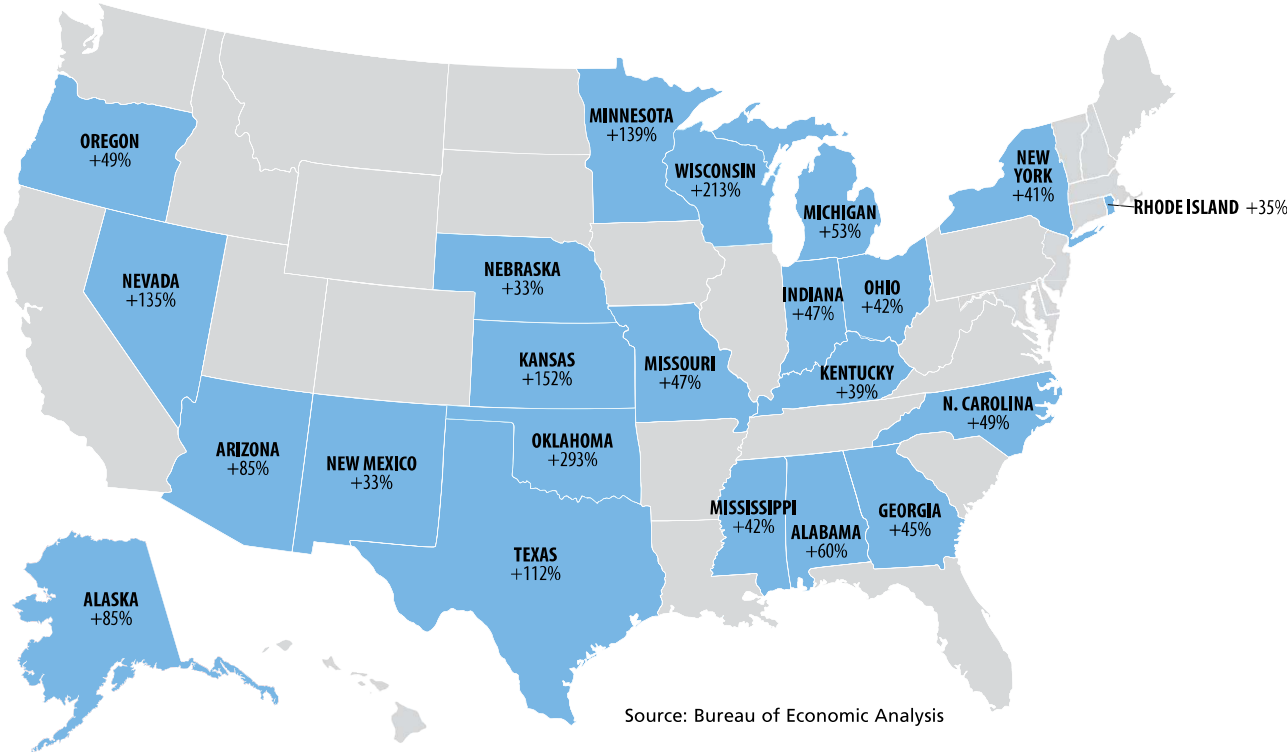 OREGON
+49%
NEVADA
+135%
ARIZONA
+85%
NEW MEXICO
+33%
ALASKA
+85%
MINNESOTA
+139%
WISCONSIN
+213%
MICHIGAN
+53%
NEBRASKA
+33%
KANSAS
+152%
MISSOURI
+47%
OKLAHOMA
+293%
TEXAS
+112%
INDIANA
+47%
OHIO
+42%
KENTUCKY
+39%
NEW
YORK
+41%
RHODE ISLAND +35%
N. CAROLINA
+49%
MISSISSIPPI
+42%
ALABAMA
+60%
GEORGIA
+45%
Source: Bureau of Economic Analysis